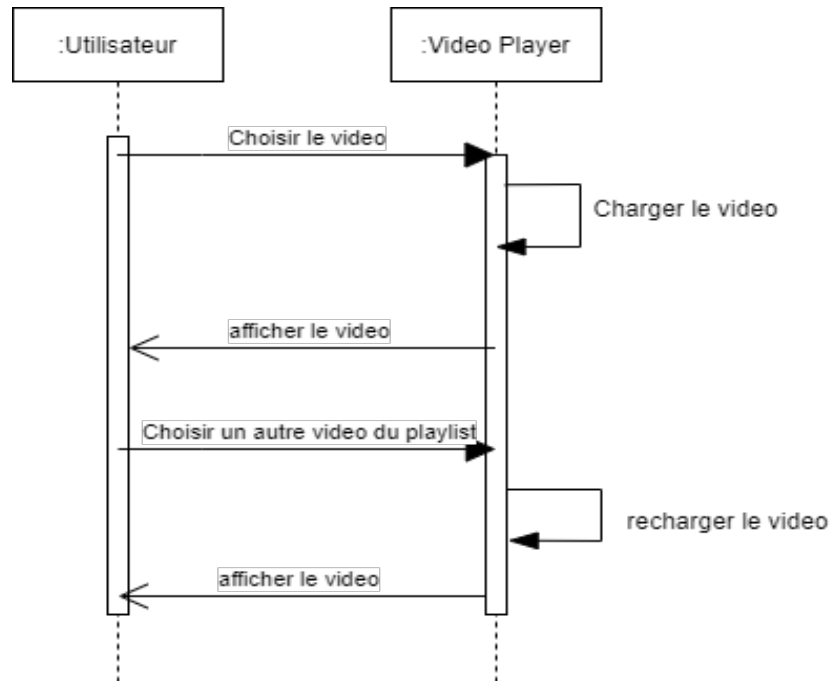 :Utilisateur
:Video Player
Choisir le video
Charger le video
afficher le video
Choisir un autre video du playlist
recharger le video
afficher le video